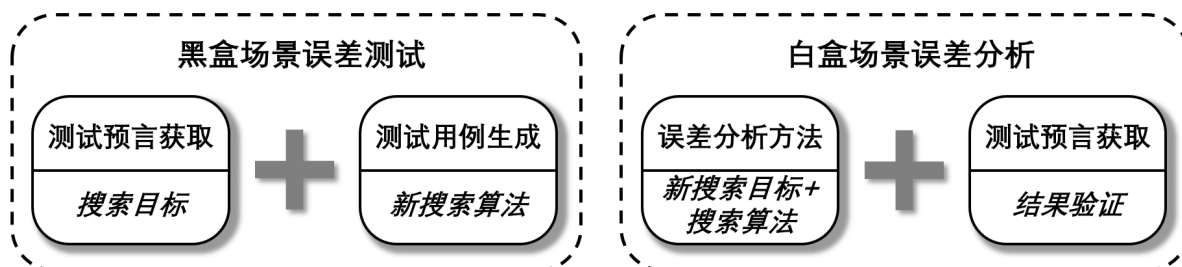 黑盒场景误差测试
测试预言获取
搜索目标
+
测试用例生成
新搜索算法
白盒场景误差分析
误差分析方法
新搜索目标+
搜索算法
+
测试预言获取
结果验证